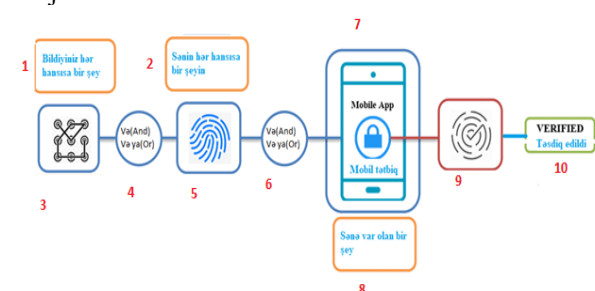 7
1
Bildiyiniz hər
hansısa bir şey
2
Sənin hər hansısa
bir şeyin
Və(And)
Və ya(Or)
Və(And)
Və ya(Or)
Mobile App
Mobil tətbiq
VERIFIED
Təsdiq edildi
3
4
5
6
9
10
Sənə var olan bir
şey
8